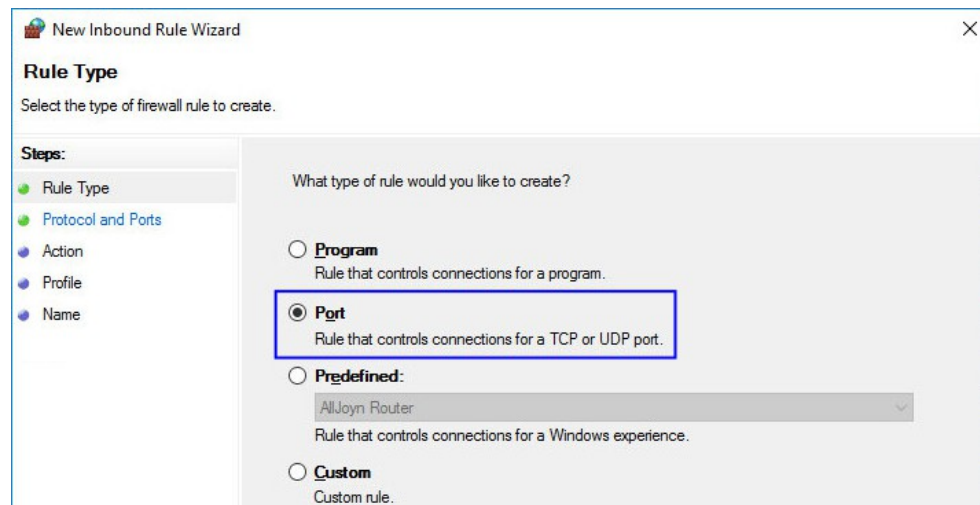 New Inbound Rule Wizard
Rule Type
Select the type of firewall rule to create.
Steps:
Rule Type
Protocol and Ports
Action
Profile
Name
What type of rule would you like to create?
Program
Rule that controls connections for a program.
Port
Rule that controls connections for a TCP or UDP port.
Predefined:
AllJoyn Router
Rule that controls connections for a Windows experience.
Custom
Custom rule.